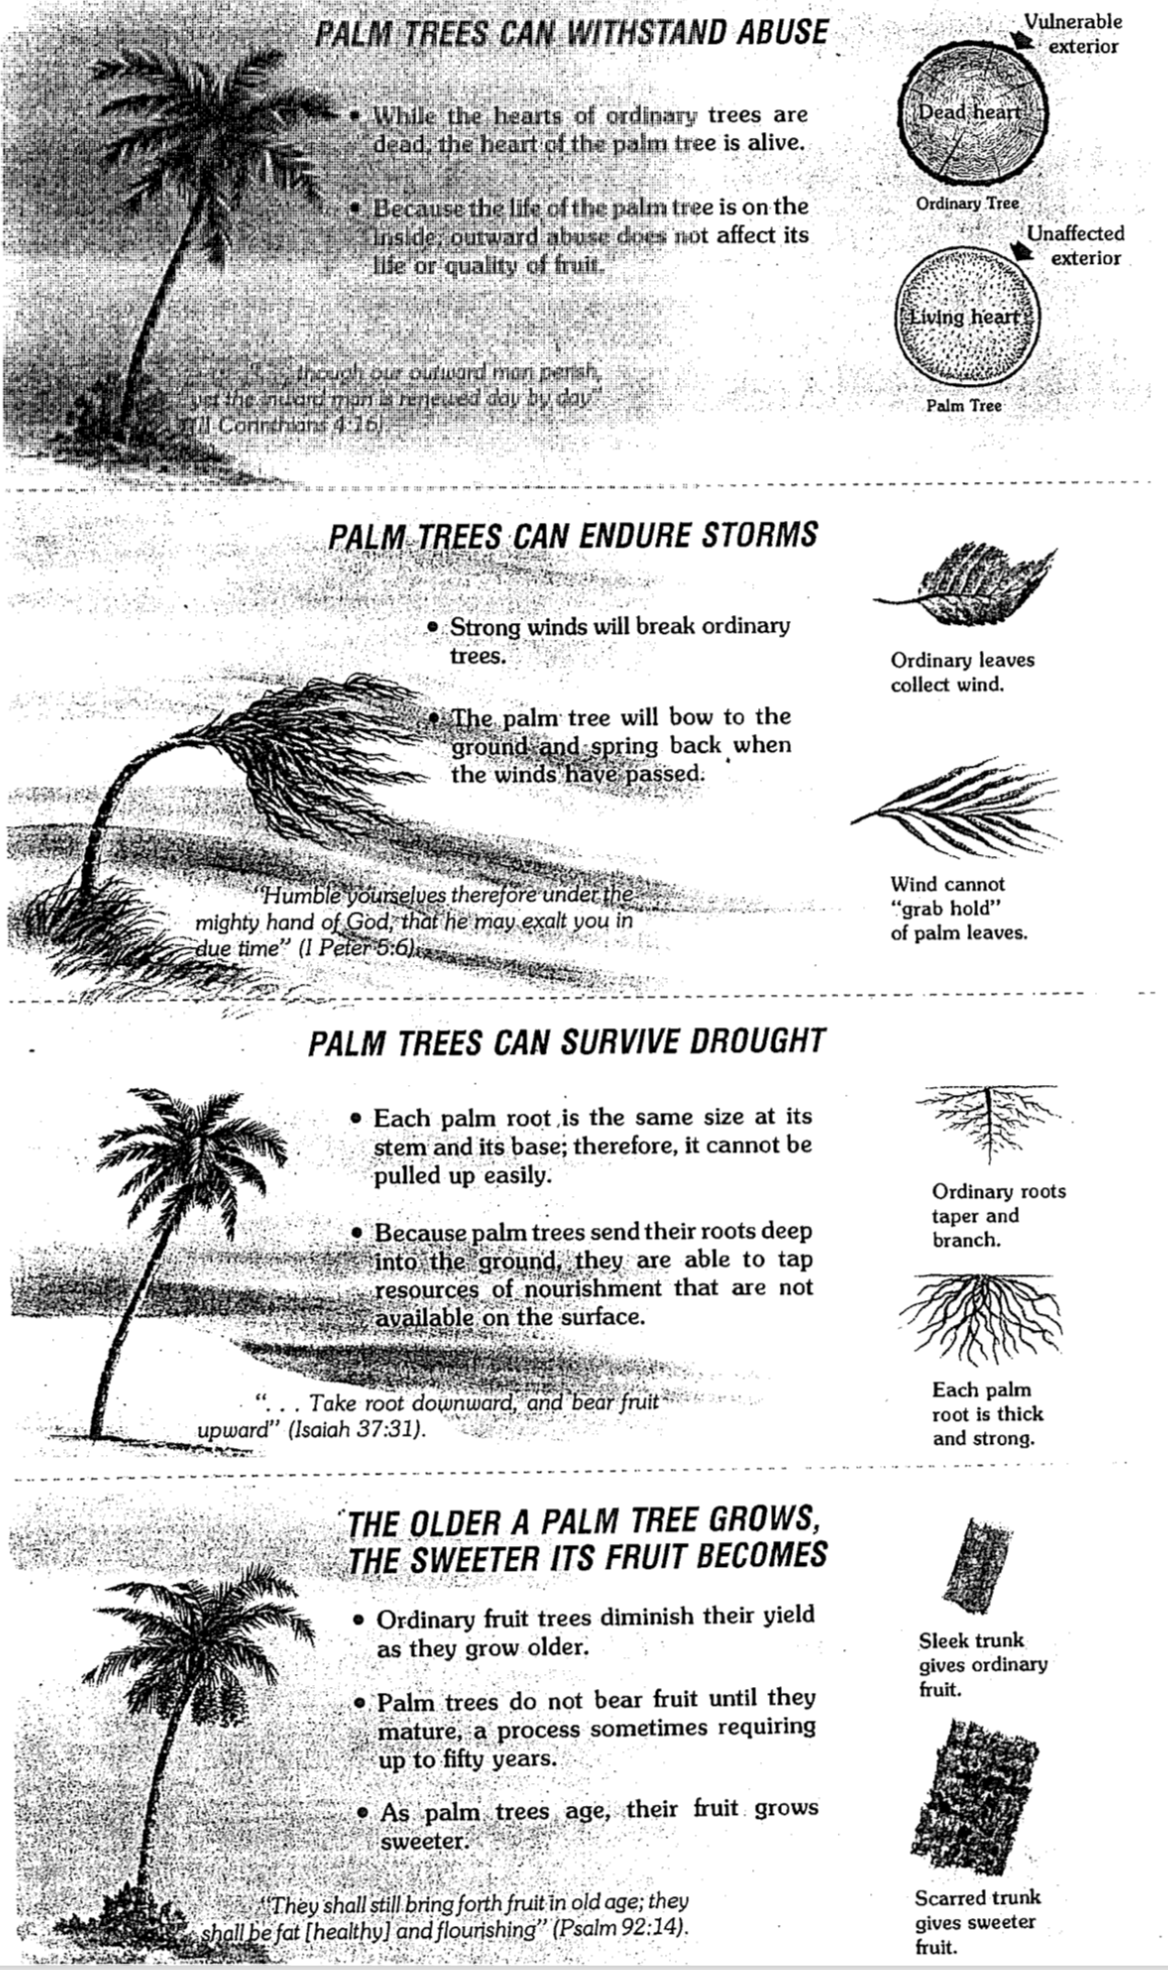 PALM TREES CAN WITHSTAND ABUSE
• While the hearts of ordinary trees are
dead, the heart of the palm tree is alive.
• Because the life of the palm tree is on the
inside, outward abuse does not affect its
life or quality of fruit.
". . . though our outward man perish,
yet the inward man is renewed day by day"
(II Corinthians 4:16).
Vulnerable
exterior
Dead heart
Ordinary Tree
Unaffected
exterior
Living heart
Palm Tree
PALM TREES CAN ENDURE STORMS
• Strong winds will break ordinary
trees.
• The palm tree will bow to the
ground and spring back when
the winds have passed.
"Humble yourselves therefore under the
mighty hand of God, that he may exalt you in
due time" (I Peter 5:6).
Ordinary leaves
collect wind.
Wind cannot
"grab hold"
of palm leaves.
PALM TREES CAN SURVIVE DROUGHT
• Each palm root is the same size at its
stem and its base; therefore, it cannot be
pulled up easily.
• Because palm trees send their roots deep
into the ground, they are able to tap
resources of nourishment that are not
available on the surface.
". . . Take root downward, and bear fruit
upward" (Isaiah 37:31).
Ordinary roots
taper and
branch.
Each palm
root is thick
and strong.
THE OLDER A PALM TREE GROWS,
THE SWEETER ITS FRUIT BECOMES
• Ordinary fruit trees diminish their yield
as they grow older.
• Palm trees do not bear fruit until they
mature, a process sometimes requiring
up to fifty years.
• As palm trees age, their fruit grows
sweeter.
"They shall still bring forth fruit in old age; they
shall be fat [healthy] and flourishing" (Psalm 92:14).
Sleek trunk
gives ordinary
fruit.
Scarred trunk
gives sweeter
fruit.